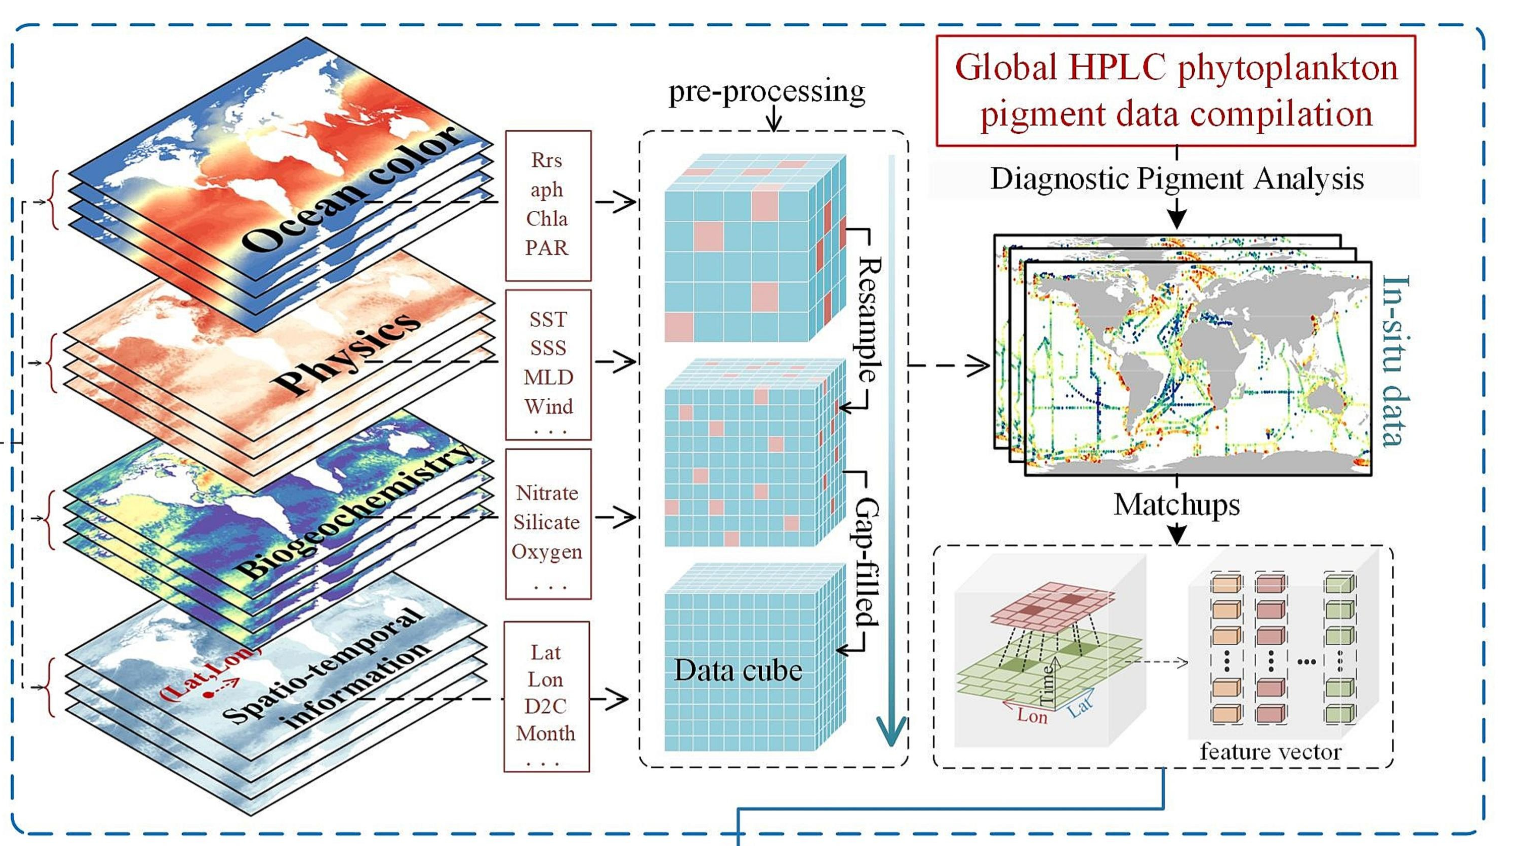 Ocean color
Rrs
aph
Chla
PAR
Physics
SST
SSS
MLD
Wind
. . .
Biogeochemistry
Nitrate
Silicate
Oxygen
. . .
(Lat,Lon)
Spatio-temporal
information
Lat
Lon
D2C
Month
. . .
pre-processing
Resample
Gap-filled
Data cube
Global HPLC phytoplankton
pigment data compilation
Diagnostic Pigment Analysis
In-situ data
Matchups
Time
Lon
Lat
feature vector